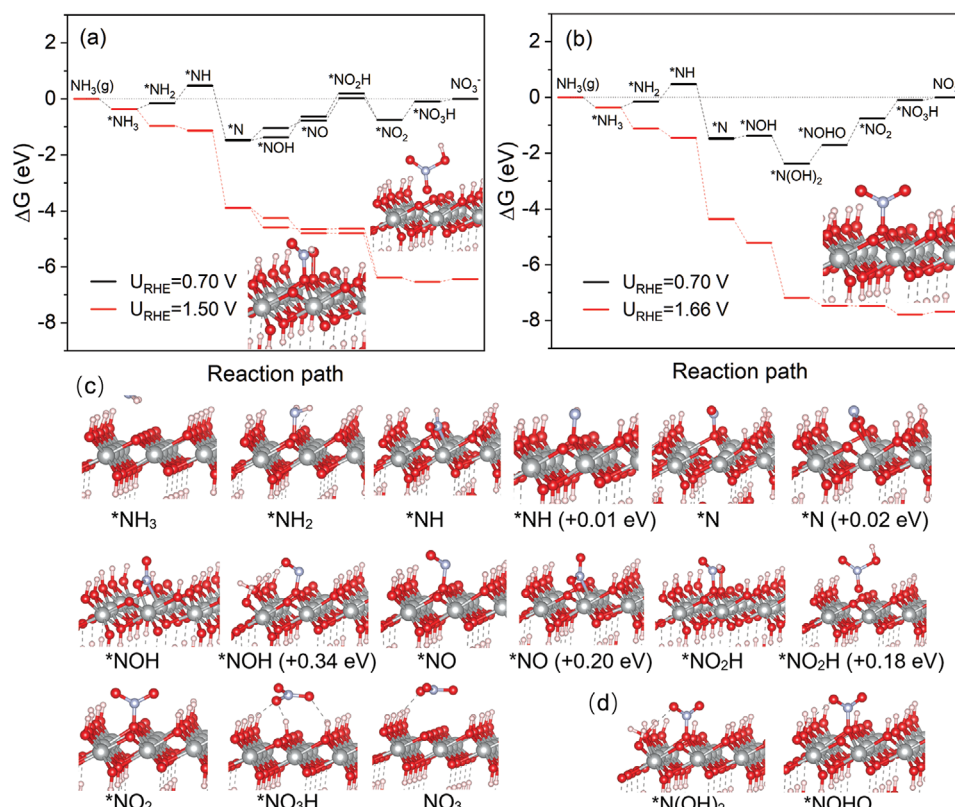 (a)
(b)
2
0
-2
-4
-6
-8
ΔG (eV)
NH₃(g)
*NH₃
*NH₂
*NH
*N
*NOH
*NO
*NO₂H
*NO₂
*NO₃H
NO₃⁻
U_RHE=0.70 V
U_RHE=1.50 V
Reaction path
2
0
-2
-4
-6
-8
ΔG (eV)
NH₃(g)
*NH₃
*NH₂
*NH
*N
*NOH
*N(OH)₂
*NOHO
*NO₂
*NO₃H
U_RHE=0.70 V
U_RHE=1.66 V
Reaction path
(c)
*NH₃ *NH₂ *NH *NH (+0.01 eV) *N *N (+0.02 eV)
*NOH *NOH (+0.34 eV) *NO *NO (+0.20 eV) *NO₂H *NO₂H (+0.18 eV)
(d)
*NO₂ *NO₃H NO₃ *N(OH)₂ *NOHO